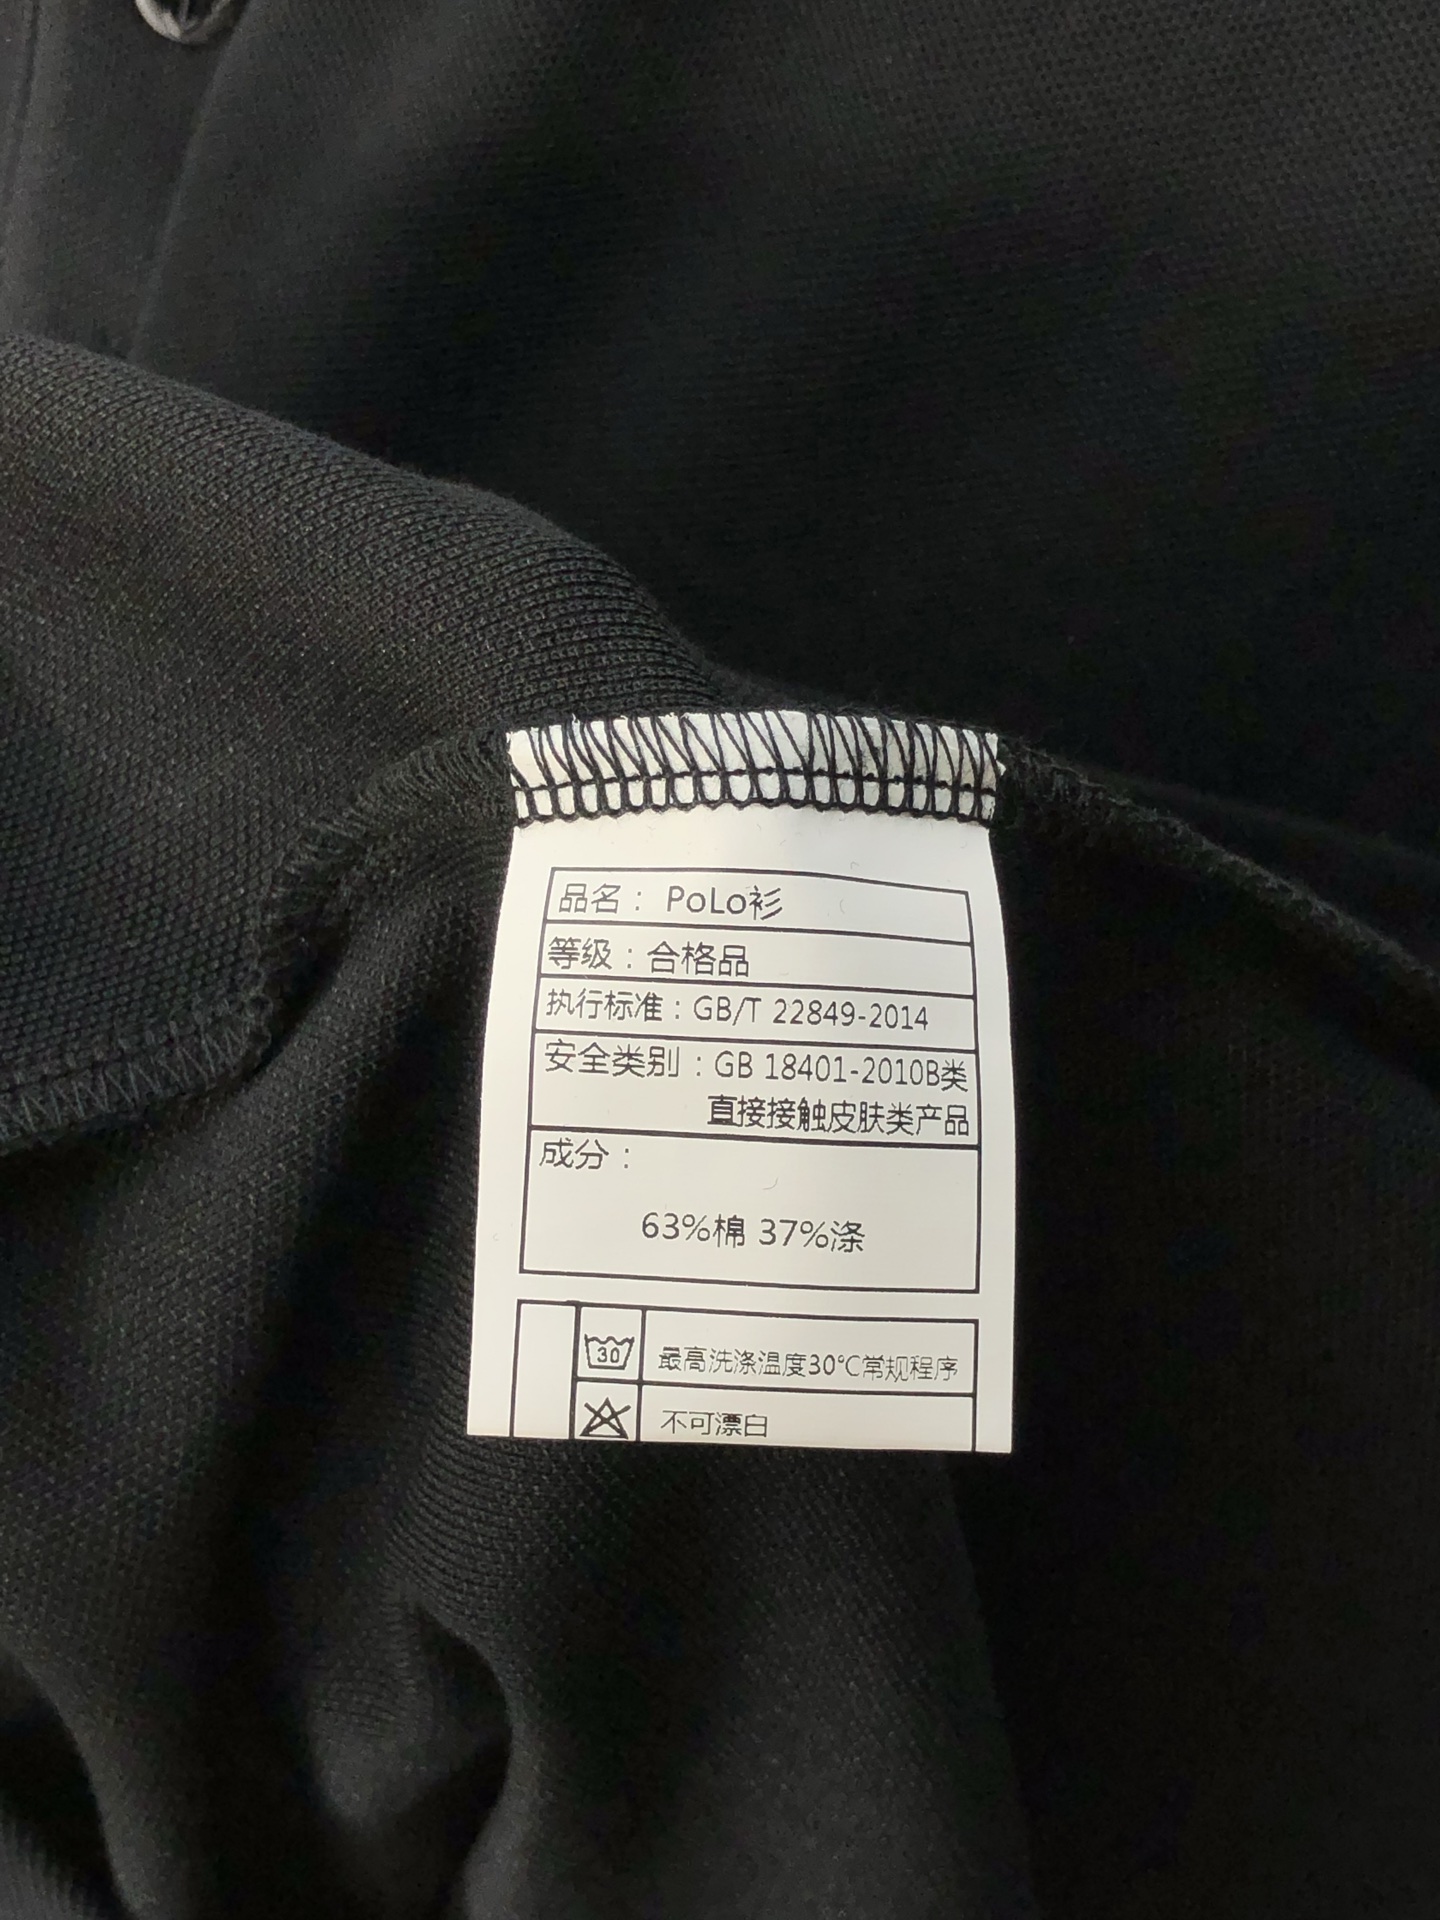 品名： PoLo衫
等级：合格品
执行标准：GB/T 22849-2014
安全类别：GB 18401-2010B类
直接接触皮肤类产品
成分：
63%棉 37%涤
30
最高洗涤温度30℃常规程序
不可漂白